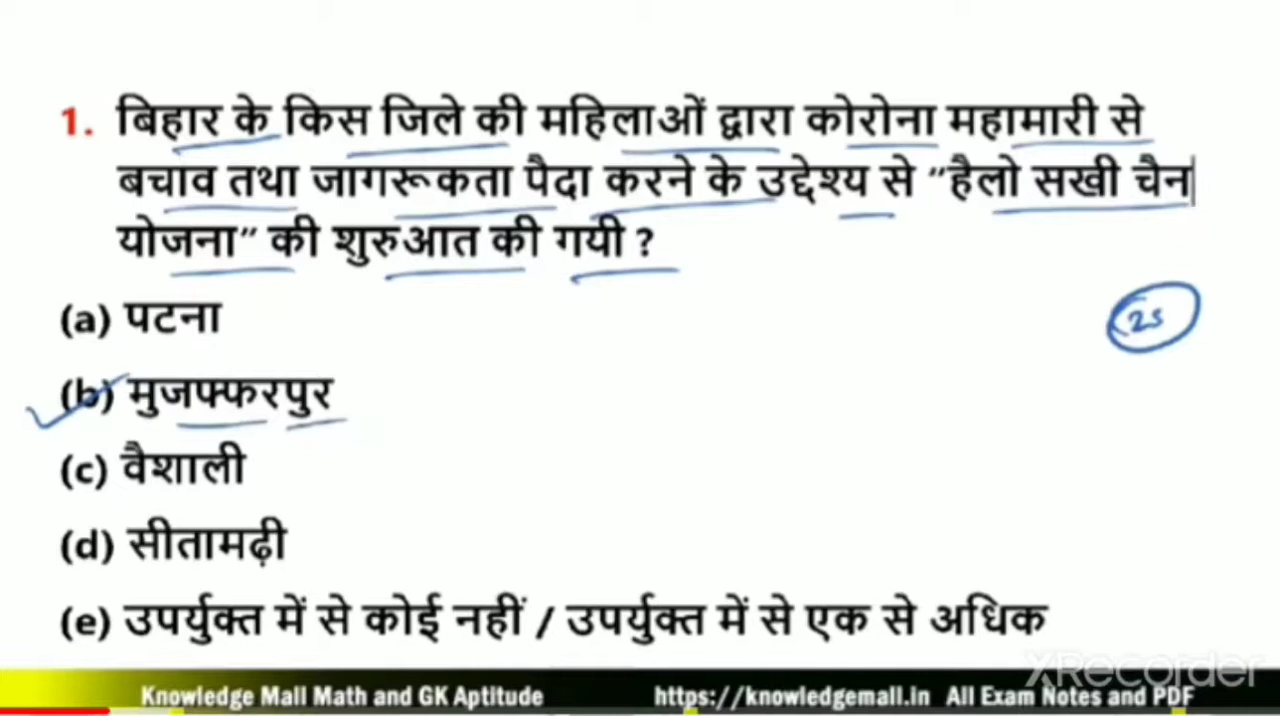 1. बिहार के किस जिले की महिलाओं द्वारा कोरोना महामारी से
बचाव तथा जागरूकता पैदा करने के उद्देश्य से "हैलो सखी चैन
योजना" की शुरुआत की गयी ?
(a) पटना
25
(b) मुजफ्फरपुर
(c) वैशाली
(d) सीतामढ़ी
(e) उपर्युक्त में से कोई नहीं / उपर्युक्त में से एक से अधिक
XRecorder
Knowledge Mall Math and GK Aptitude https://knowledgemall.in All Exam Notes and PDF